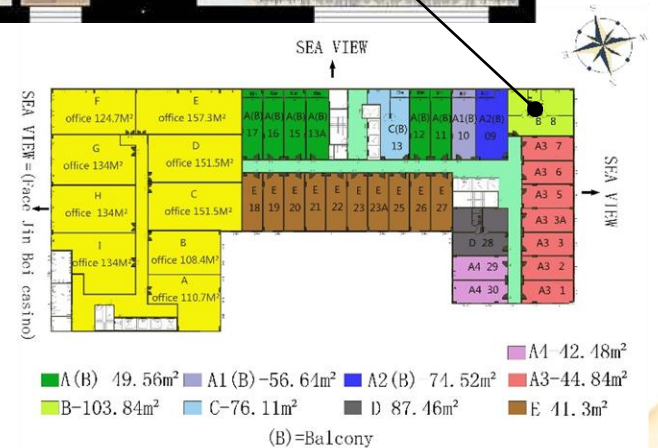 SEA VIEW
SEA VIEW=(Face Jin Bei casino)
SEA VIEW
F
office 124.7M²
E
office 157.3M²
G
office 134M²
D
office 151.5M²
H
office 134M²
C
office 151.5M²
I
office 134M²
B
office 108.4M²
A
office 110.7M²
A(B)
17
A(B)
16
A(B)
15
A(B)
13A
C(B)
13
A(B)
12
A(B)
11
A1(B)
10
A2(B)
09
B 8
E
18
E
19
E
20
E
21
E
22
E
23
E
23A
E
25
E
26
E
27
A3 7
A3 6
A3 5
A3 3A
A3 3
A3 2
A3 1
D 28
A4 29
A4 30
A4-42.48m²
A(B) 49.56m²
A1(B)-56.64m²
A2(B) 74.52m²
A3-44.84m²
B-103.84m²
C-76.11m²
D 87.46m²
E 41.3m²
(B)=Balcony